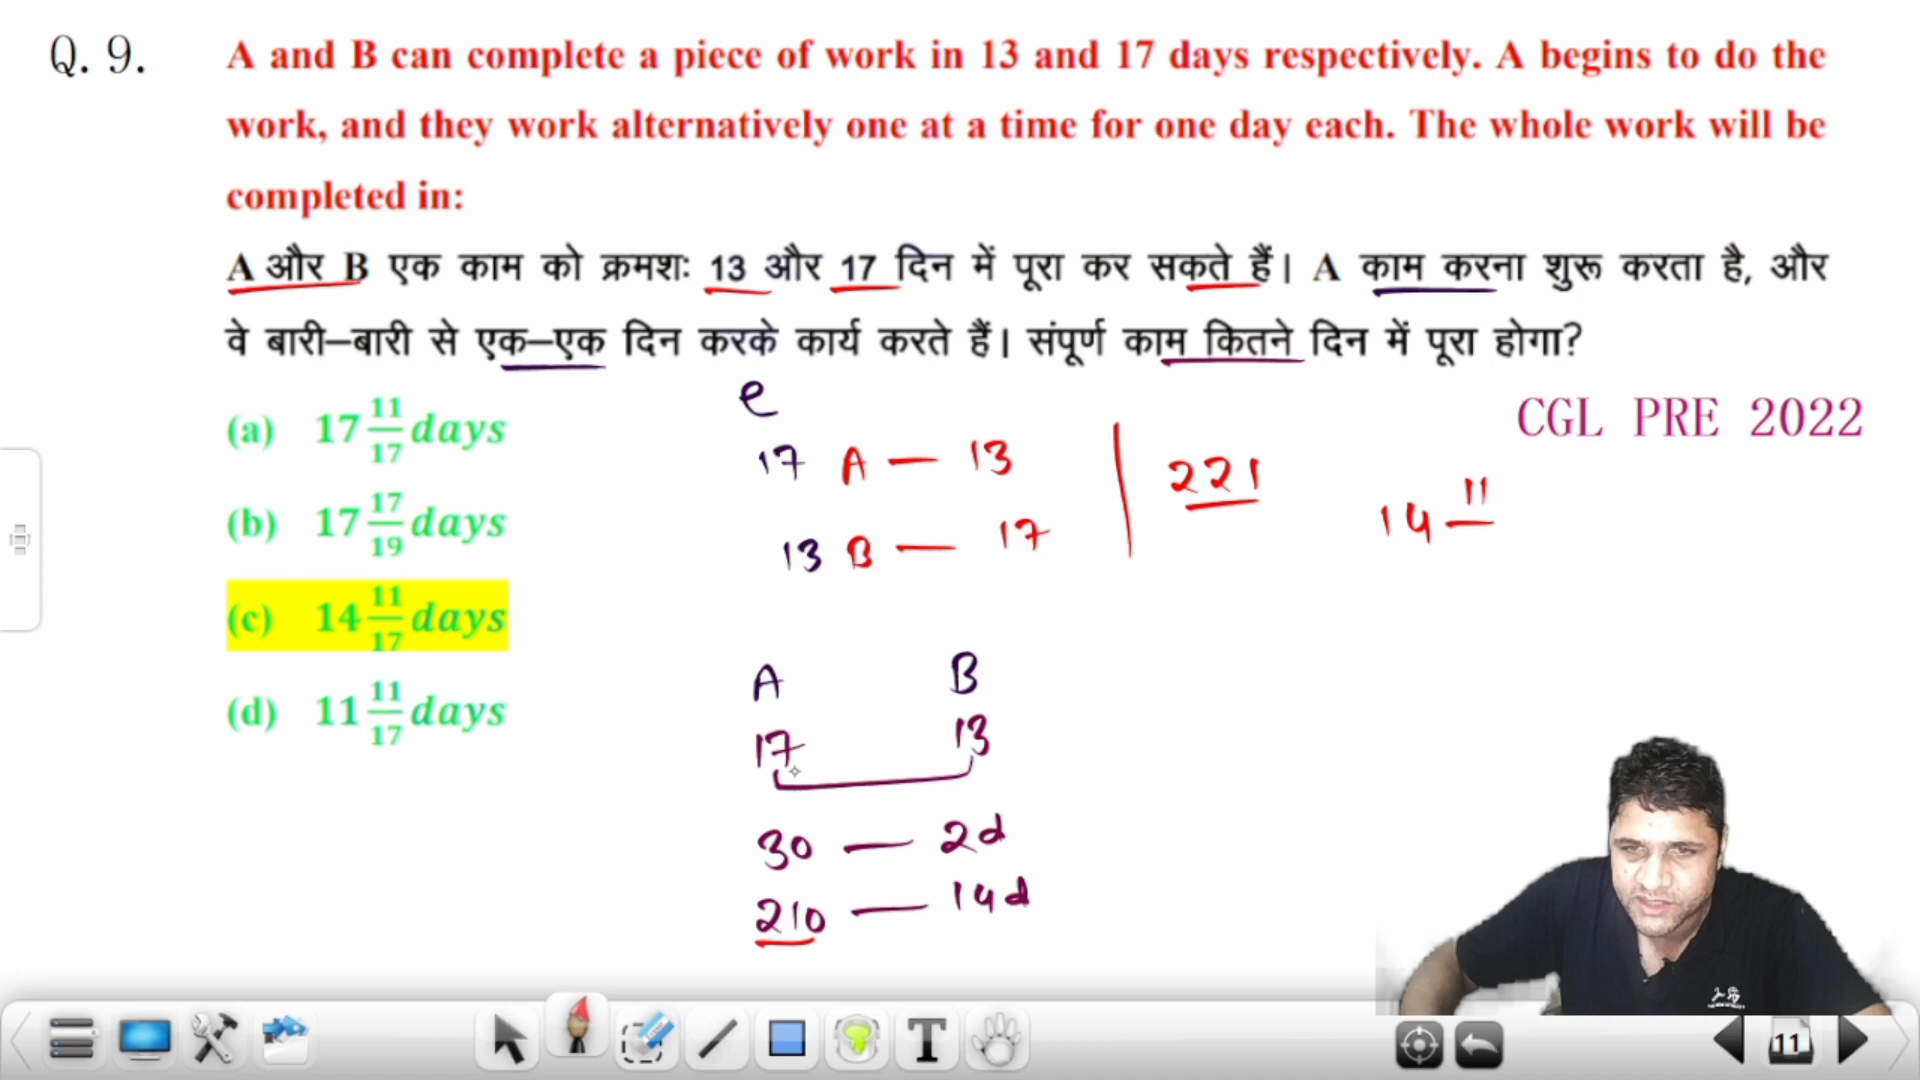 Q. 9.
A and B can complete a piece of work in 13 and 17 days respectively. A begins to do the
work, and they work alternatively one at a time for one day each. The whole work will be
completed in:
A और B एक काम को क्रमशः 13 और 17 दिन में पूरा कर सकते हैं। A काम करना शुरू करता है, और
वे बारी–बारी से एक–एक दिन करके कार्य करते हैं। संपूर्ण काम कितने दिन में पूरा होगा?
(a) 17 11/17 days
(b) 17 17/19 days
(c) 14 11/17 days
(d) 11 11/17 days
CGL PRE 2022
e
17 A — 13
13 B — 17
221
14 11
A B
17 13
30 — 2d
210 — 14d
T
11